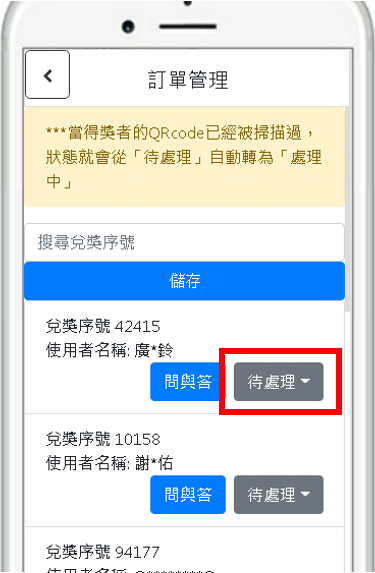 訂單管理
***當得獎者的QRcode已經被掃描過，
狀態就會從「待處理」自動轉為「處理
中」
搜尋兌獎序號
儲存
兌獎序號 42415
使用者名稱: 廣*鈴
問與答 待處理
兌獎序號 10158
使用者名稱: 謝*佑
問與答 待處理
兌獎序號 94177